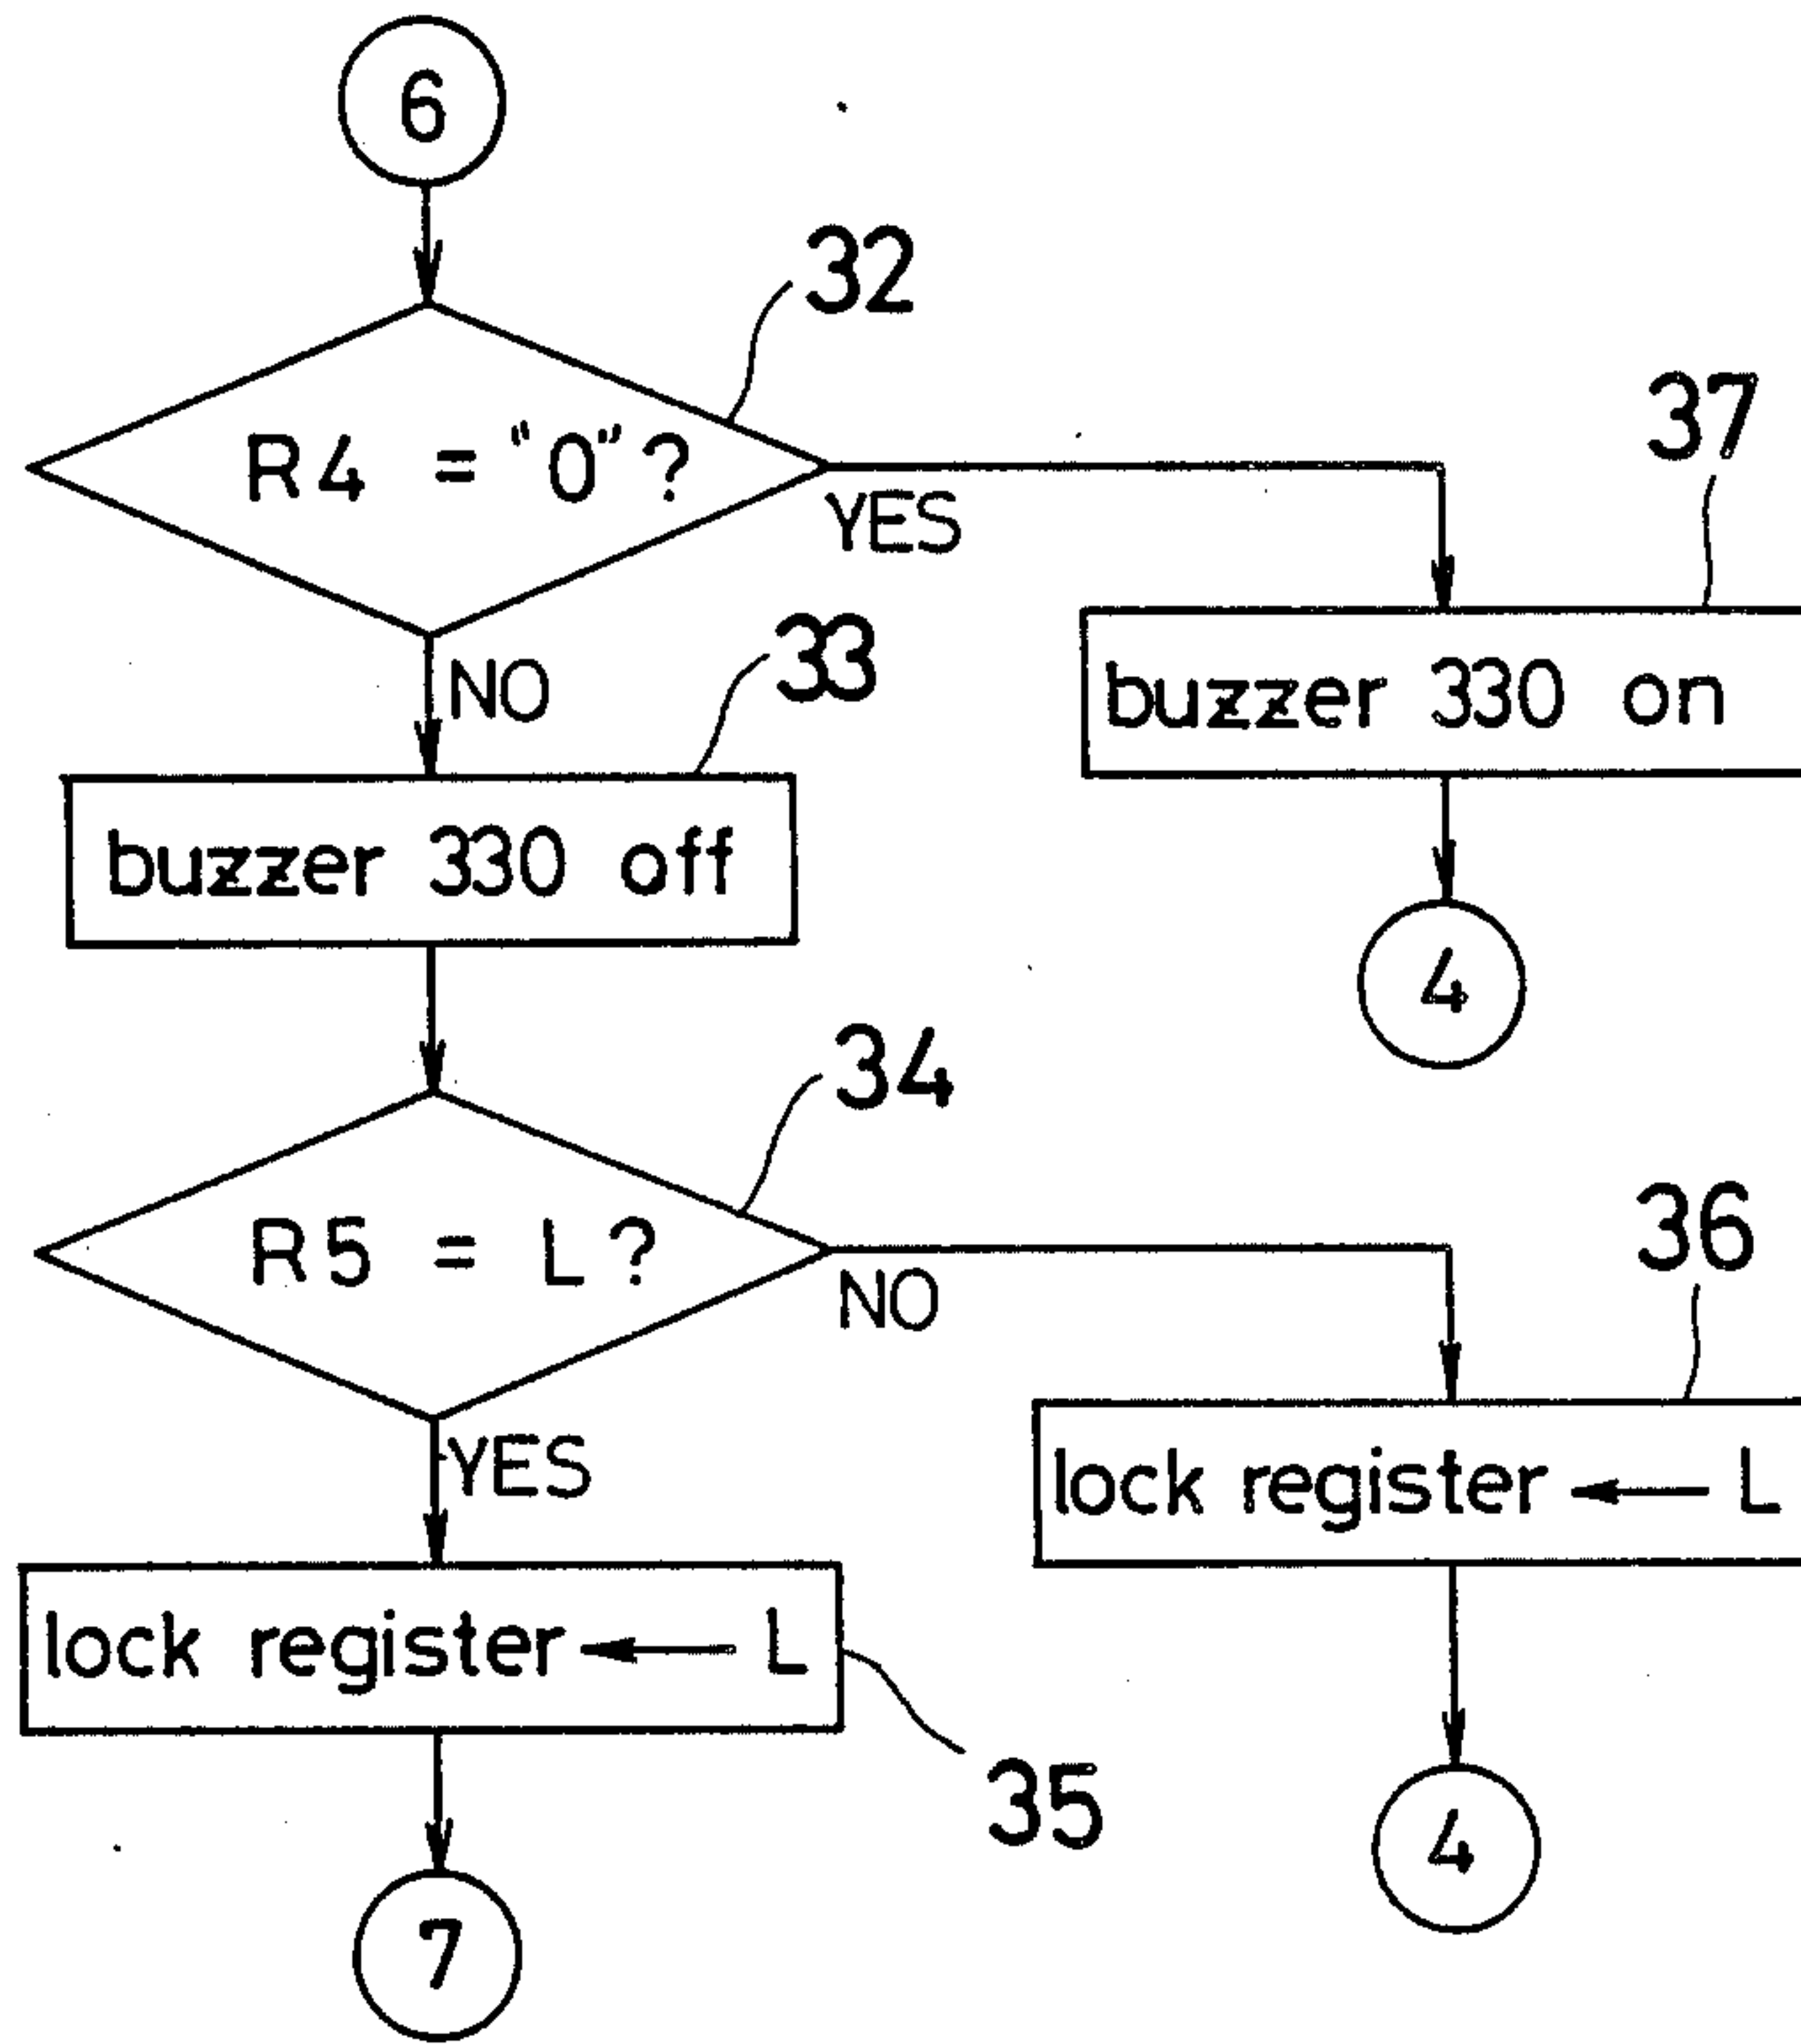 6
32
R4 = "0"?
YES
37
NO
33
buzzer 330 on
buzzer 330 off
4
34
R5 = L?
NO
36
YES
lock register ← L
lock register ← L
35
4
7